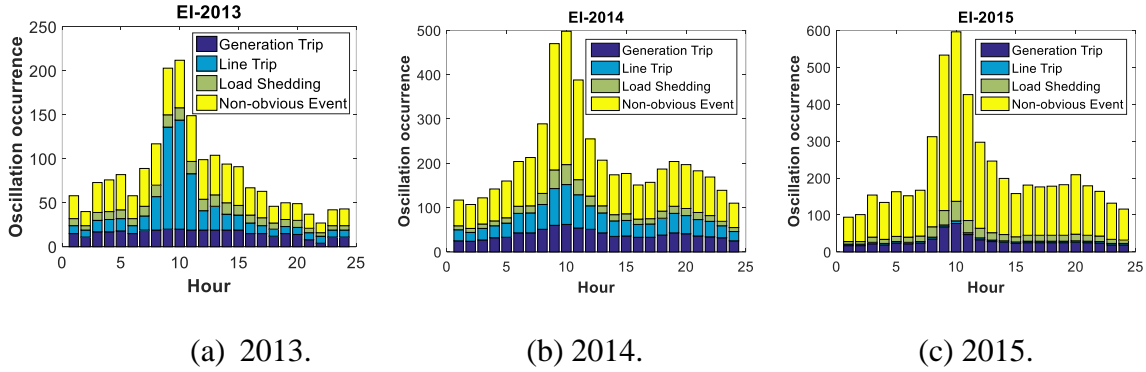 EI-2013
250
200
150
100
50
0
Oscillation occurrence
Generation Trip
Line Trip
Load Shedding
Non-obvious Event
0 5 10 15 20 25
Hour
(a) 2013.
EI-2014
500
400
300
200
100
0
Oscillation occurrence
Generation Trip
Line Trip
Load Shedding
Non-obvious Event
0 5 10 15 20 25
Hour
(b) 2014.
EI-2015
600
500
400
300
200
100
0
Oscillation occurrence
Generation Trip
Line Trip
Load Shedding
Non-obvious Event
0 5 10 15 20 25
Hour
(c) 2015.